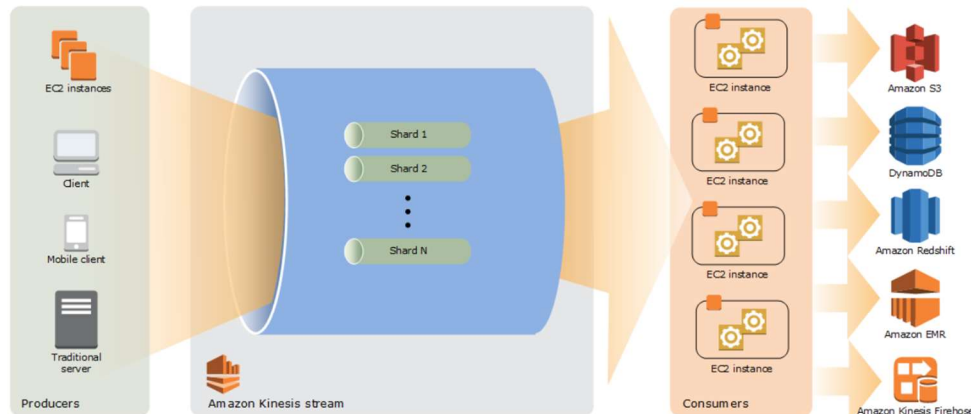 EC2 instances
Client
Mobile client
Traditional
server
Producers
Shard 1
Shard 2
Shard N
Amazon Kinesis stream
EC2 instance
EC2 instance
EC2 instance
EC2 instance
Consumers
Amazon S3
DynamoDB
Amazon Redshift
Amazon EMR
Amazon Kinesis Firehose